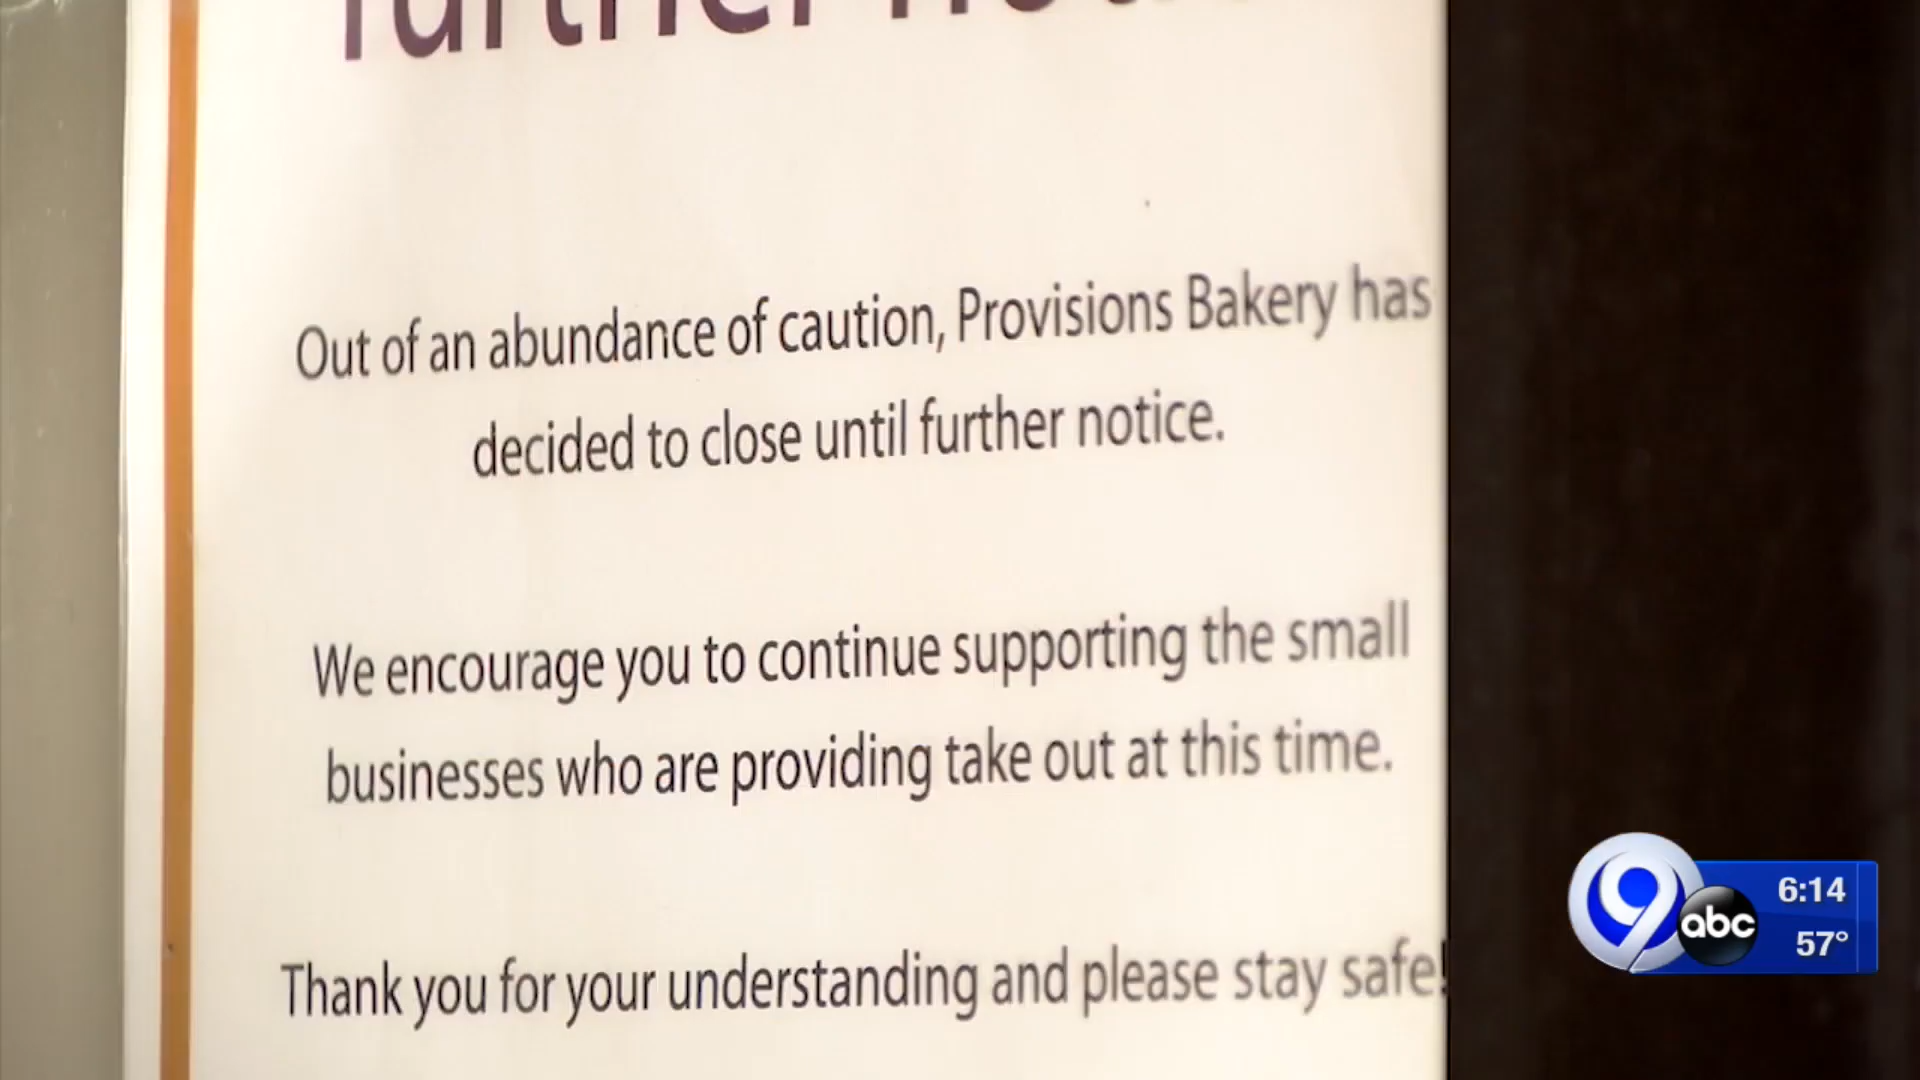 further notice
Out of an abundance of caution, Provisions Bakery has
decided to close until further notice.
We encourage you to continue supporting the small
businesses who are providing take out at this time.
Thank you for your understanding and please stay safe!
9
abc
6:14
57°